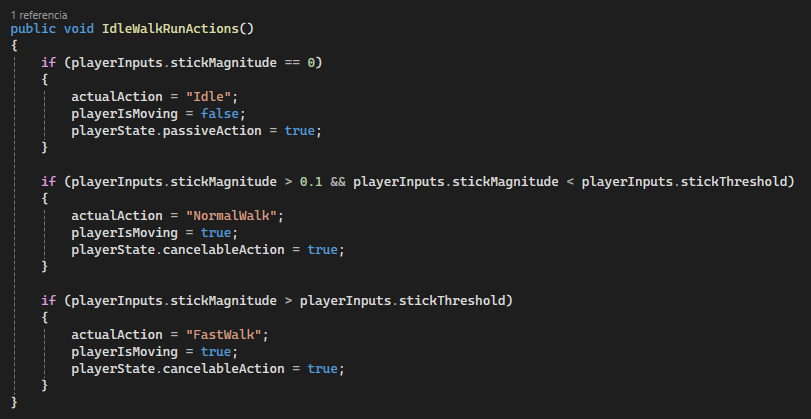 1 referencia
public void IdleWalkRunActions()
{
    if (playerInputs.stickMagnitude == 0)
    {
        actualAction = "Idle";
        playerIsMoving = false;
        playerState.passiveAction = true;
    }

    if (playerInputs.stickMagnitude > 0.1 && playerInputs.stickMagnitude < playerInputs.stickThreshold)
    {
        actualAction = "NormalWalk";
        playerIsMoving = true;
        playerState.cancelableAction = true;
    }

    if (playerInputs.stickMagnitude > playerInputs.stickThreshold)
    {
        actualAction = "FastWalk";
        playerIsMoving = true;
        playerState.cancelableAction = true;
    }
}